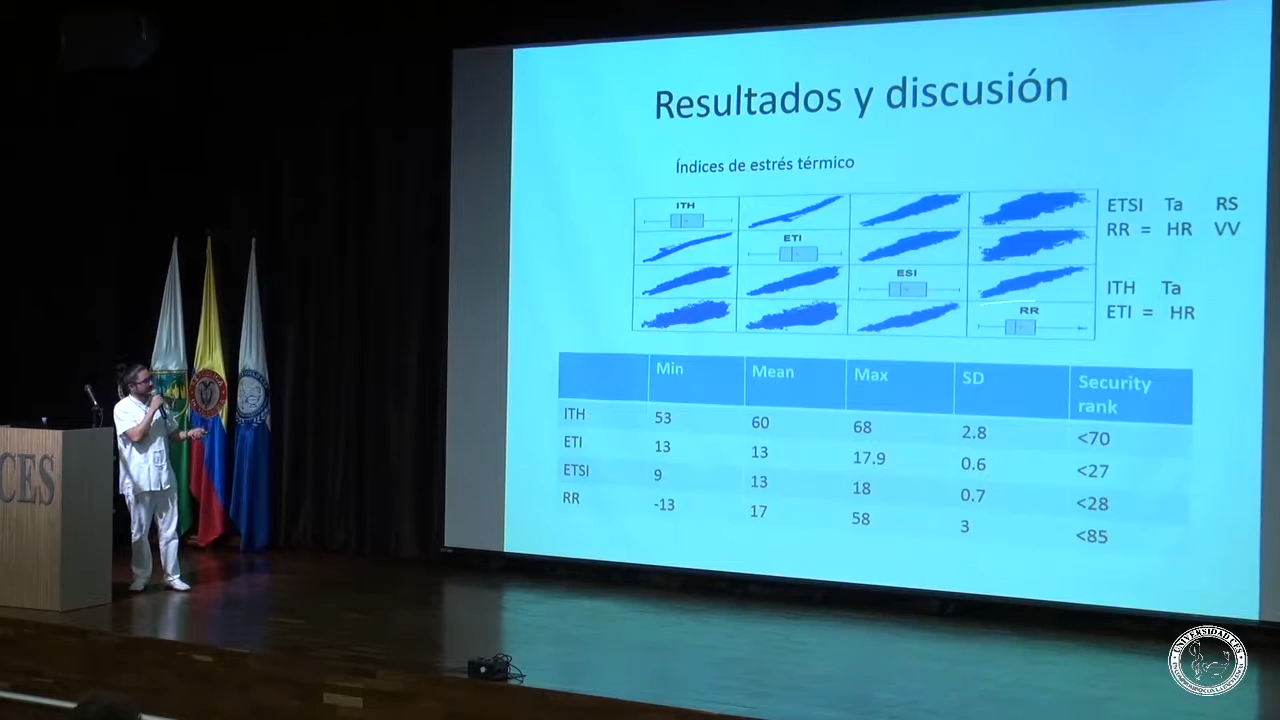 Resultados y discusión
Índices de estrés térmico
ITH
ETI
ESI
RR
ETSI Ta RS
RR = HR VV
ITH Ta
ETI = HR
Min Mean Max SD Security rank
ITH 53 60 68 2.8 <70
ETI 13 13 17.9 0.6 <27
ETSI 9 13 18 0.7 <28
RR -13 17 58 3 <85
CES
UNIVERSIDAD CES